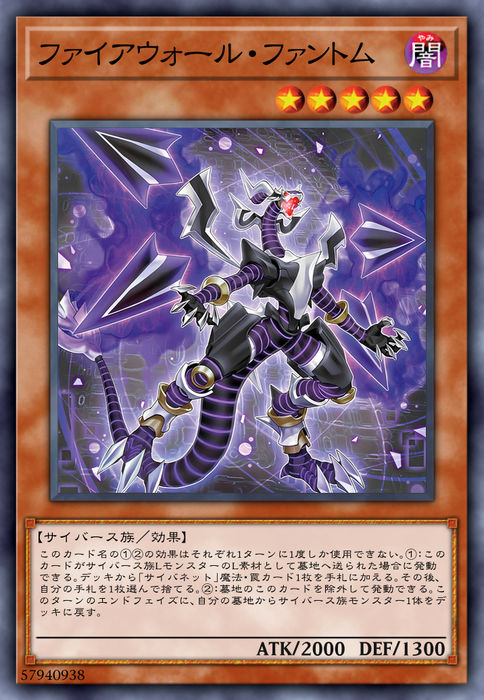 ファイアウォール・ファントム
やみ
闇
【サイバース族/効果】
このカード名の①②の効果はそれぞれ1ターンに1度しか使用できない。①:この
カードがサイバース族LモンスターのL素材として墓地へ送られた場合に発動
できる。デッキから「サイバネット」魔法・罠カード1枚を手札に加える。その後、
自分の手札を1枚選んで捨てる。②:墓地のこのカードを除外して発動できる。こ
のターンのエンドフェイズに、自分の墓地からサイバース族モンスター1体をデ
ッキに戻す。
ATK/2000 DEF/1300
57940938